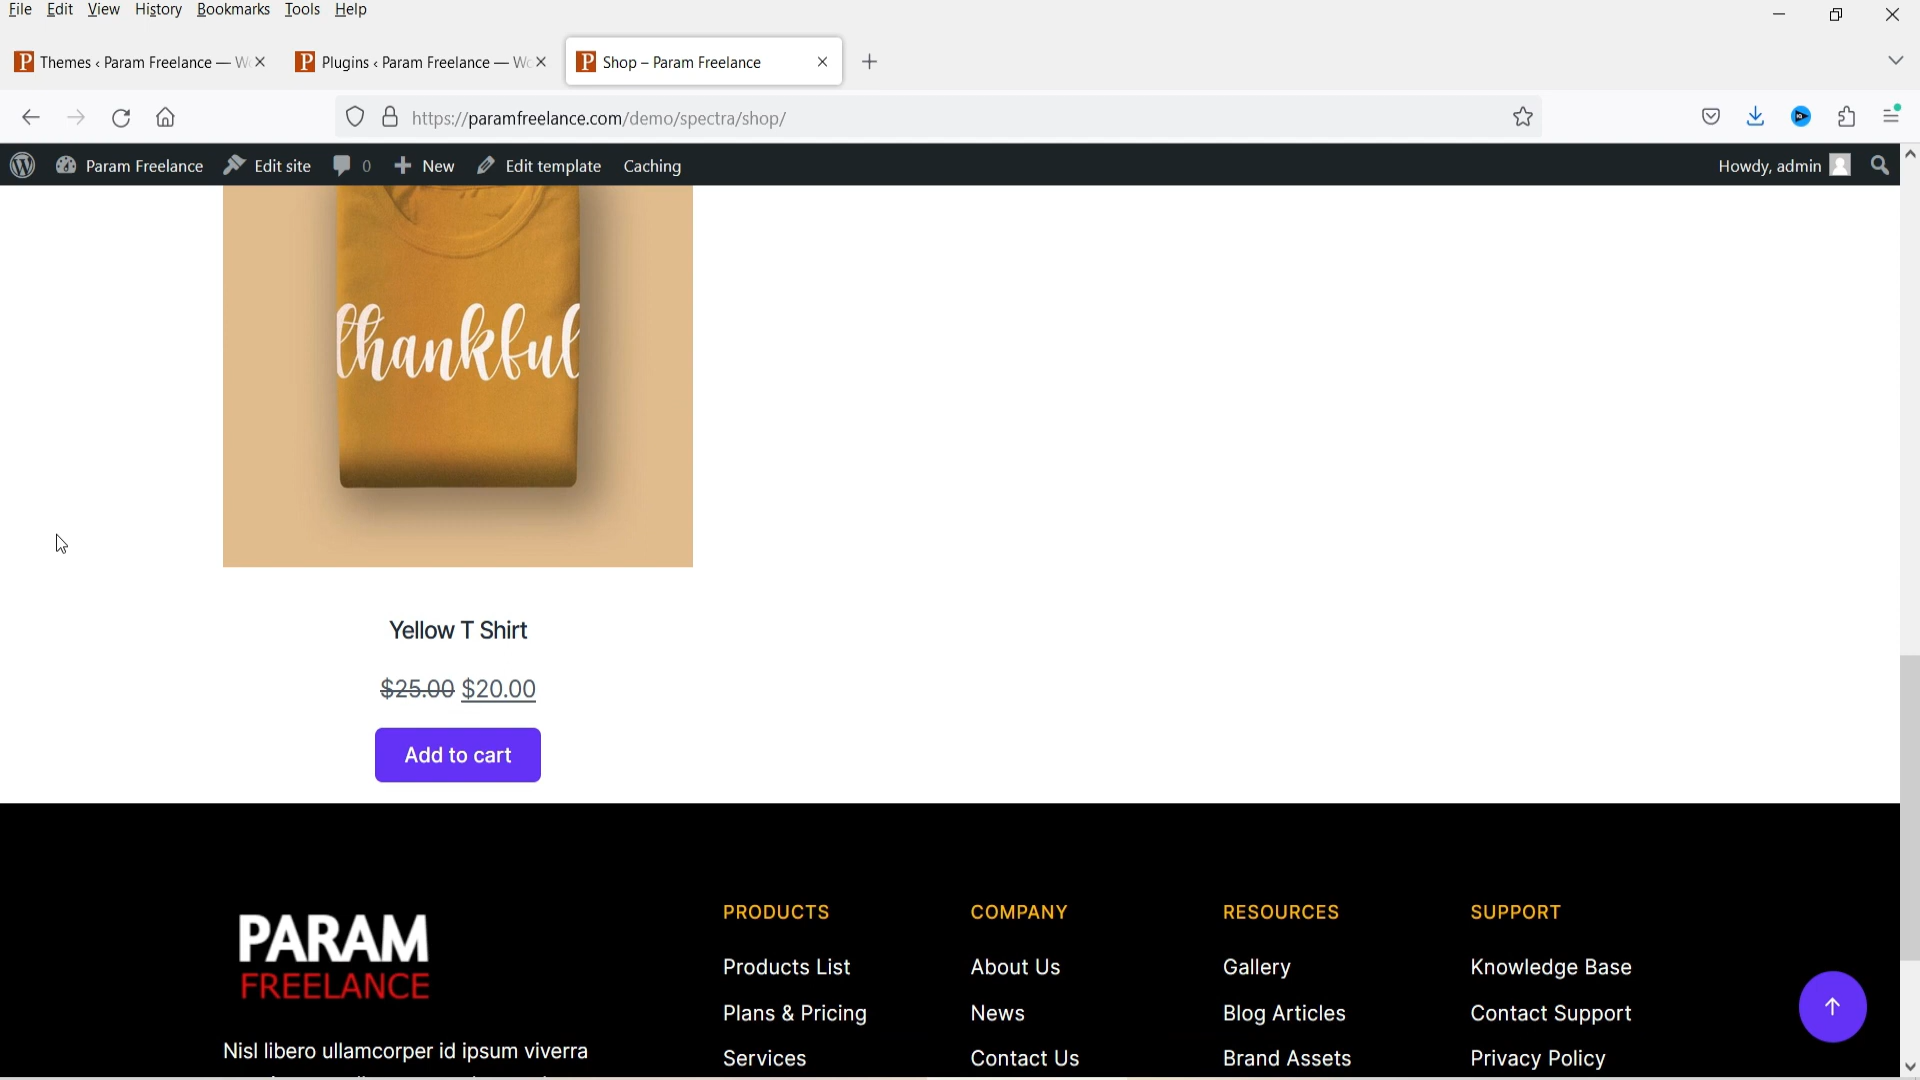 File Edit View History Bookmarks Tools Help
Themes ‹ Param Freelance — W
Plugins ‹ Param Freelance — Wo
Shop – Param Freelance
https://paramfreelance.com/demo/spectra/shop/
Param Freelance Edit site 0 New Edit template Caching Howdy, admin
thankful
Yellow T Shirt
$25.00 $20.00
Add to cart
PARAM
FREELANCE
Nisl libero ullamcorper id ipsum viverra
PRODUCTS
Products List
Plans & Pricing
Services
COMPANY
About Us
News
Contact Us
RESOURCES
Gallery
Blog Articles
Brand Assets
SUPPORT
Knowledge Base
Contact Support
Privacy Policy